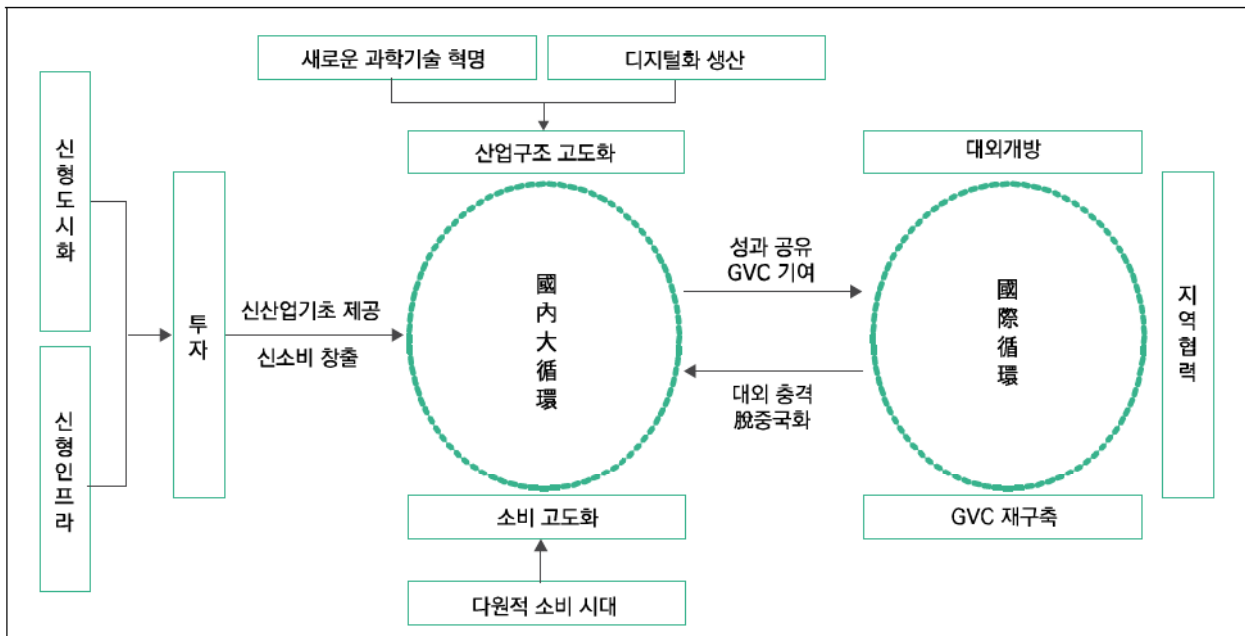 새로운 과학기술 혁명
디지털화 생산
신형도시화
산업구조 고도화
대외개방
투자
지역협력
성과 공유
GVC 기여
國內大循環
國際循環
신산업기초 제공
신소비 창출
신형인프라
대외 충격
脫중국화
소비 고도화
GVC 재구축
다원적 소비 시대